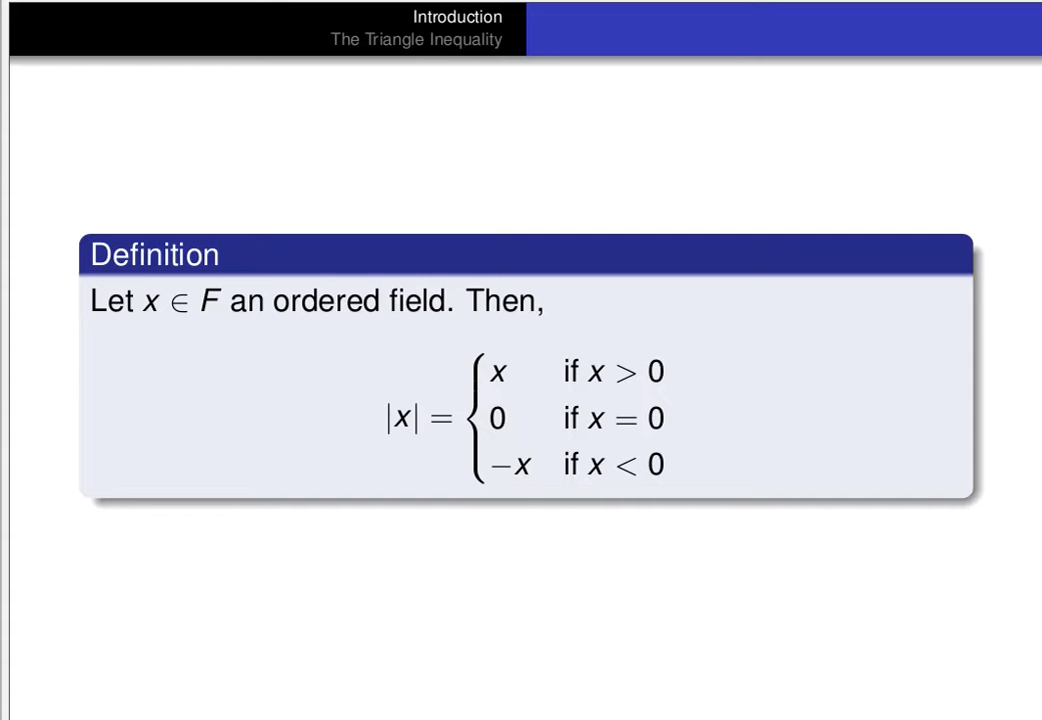 Introduction
The Triangle Inequality
Definition
Let x ∈ F an ordered field. Then,
x if x > 0
|x| = { 0 if x = 0
−x if x < 0